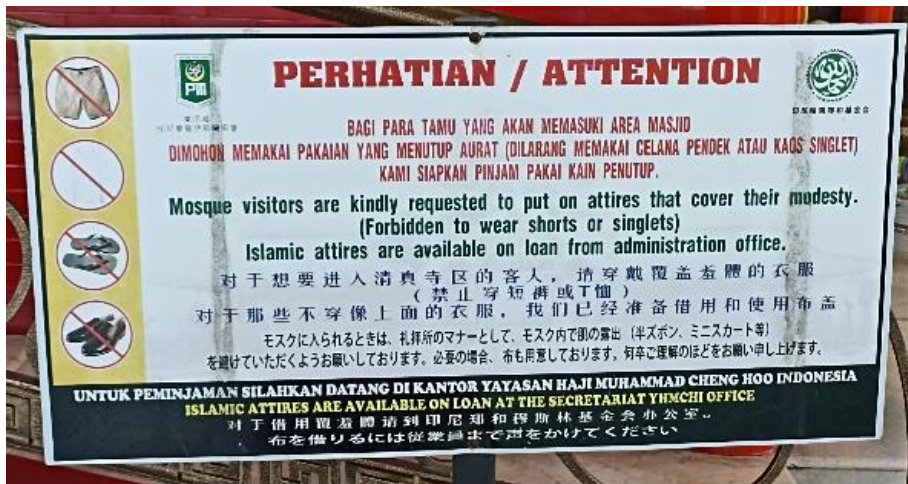 PERHATIAN / ATTENTION
PITI
印尼穆斯林郑和基金会
BAGI PARA TAMU YANG AKAN MEMASUKI AREA MASJID
DIMOHON MEMAKAI PAKAIAN YANG MENUTUP AURAT (DILARANG MEMAKAI CELANA PENDEK ATAU KAOS SINGLET)
KAMI SIAPKAN PINJAM PAKAI KAIN PENUTUP.
Mosque visitors are kindly requested to put on attires that cover their modesty.
(Forbidden to wear shorts or singlets)
Islamic attires are available on loan from administration office.
对于想要进入清真寺区的客人，请穿戴覆盖羞體的衣服
(禁止穿短裤或T恤)
对于那些不穿像上面的衣服，我们已经准备借用和使用布盖
モスクに入られるときは、礼拝所のマナーとして、モスク内で肌の露出（半ズボン、ミニスカート等）
を避けていただくようお願いしております。必要の場合、布も用意しております。何卒ご理解のほどをお願い申し上げます。
UNTUK PEMINJAMAN SILAHKAN DATANG DI KANTOR YAYASAN HAJI MUHAMMAD CHENG HOO INDONESIA
ISLAMIC ATTIRES ARE AVAILABLE ON LOAN AT THE SECRETARIAT YHMCHI OFFICE
对于借用覆羞體请到印尼郑和穆斯林基金会办公室。
布を借りるには従業員まで声をかけてください